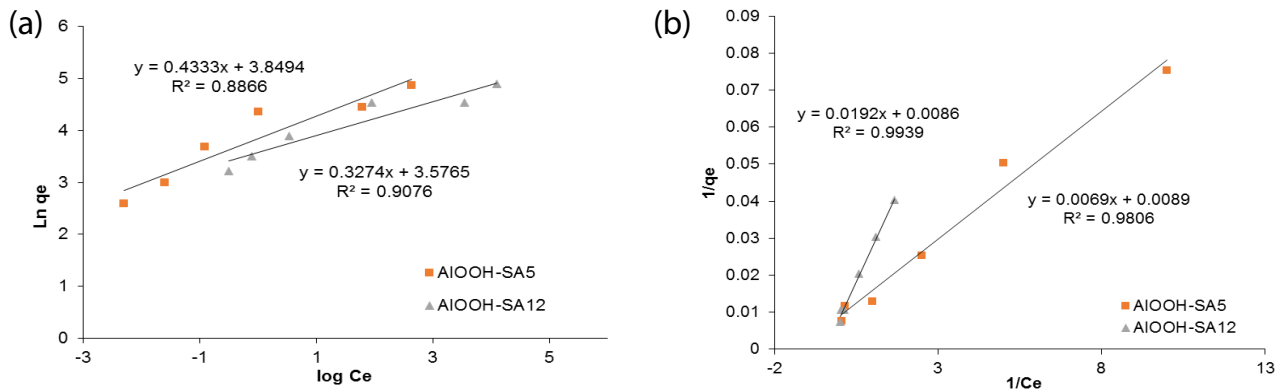 (a)
Ln qe
6
5
4
3
2
1
0
-3
-1
1
3
5
log Ce
y = 0.4333x + 3.8494
R² = 0.8866
y = 0.3274x + 3.5765
R² = 0.9076
AlOOH-SA5
AlOOH-SA12
(b)
1/qe
0.09
0.08
0.07
0.06
0.05
0.04
0.03
0.02
0.01
0
-2
3
8
13
1/Ce
y = 0.0192x + 0.0086
R² = 0.9939
y = 0.0069x + 0.0089
R² = 0.9806
AlOOH-SA5
AlOOH-SA12